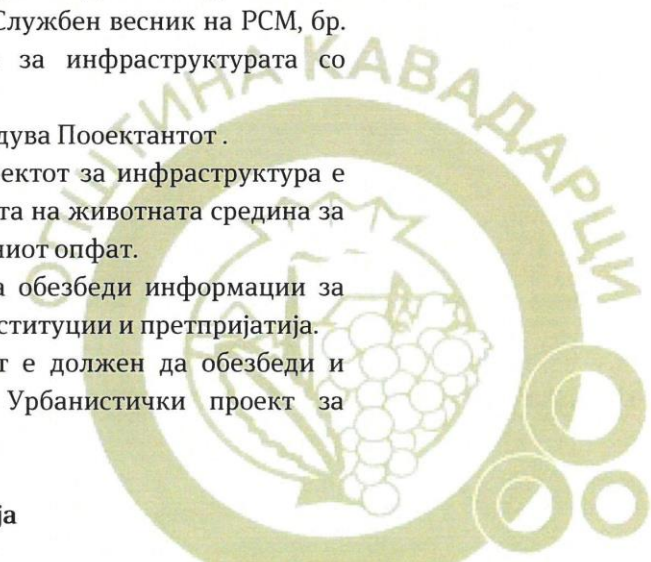 Службен весник на РСМ, бр.
за инфраструктурата со
дува Пооектантот .
ектот за инфраструктура е
та на животната средина за
ниот опфат.
а обезбеди информации за
ституции и претпријатија.
т е должен да обезбеди и
Урбанистички проект за
ја
ОПШТИНА КАВАДАРЦИ